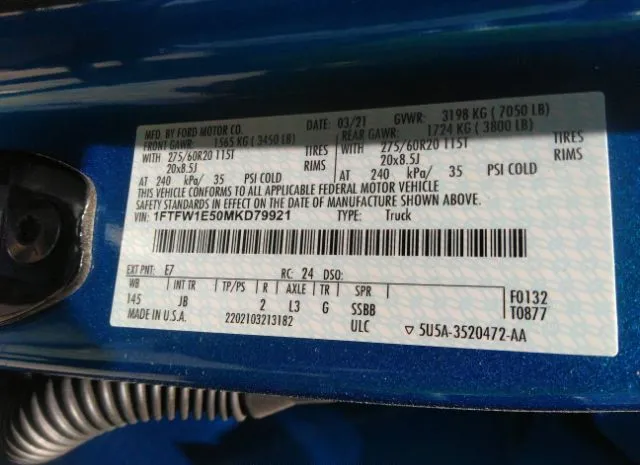 MFD. BY FORD MOTOR CO.
DATE: 03/21 GVWR: 3198 KG ( 7050 LB)
FRONT GAWR: 1565 KG ( 3450 LB)
REAR GAWR: 1724 KG ( 3800 LB)
WITH 275/60R20 115T TIRES
WITH 275/60R20 115T TIRES
20x8.5J RIMS
20x8.5J RIMS
AT 240 kPa/ 35 PSI COLD
AT 240 kPa/ 35 PSI COLD
THIS VEHICLE CONFORMS TO ALL APPLICABLE FEDERAL MOTOR VEHICLE
SAFETY STANDARDS IN EFFECT ON THE DATE OF MANUFACTURE SHOWN ABOVE.
VIN: 1FTFW1E50MKD79921 TYPE: Truck
EXT PNT: E7 RC: 24 DSO:
WB INT TR TP/PS R AXLE TR SPR
145 JB 2 L3 G SSBB
F0132
T0877
MADE IN U.S.A. 2202103213182 ULC ▽ 5U5A-3520472-AA